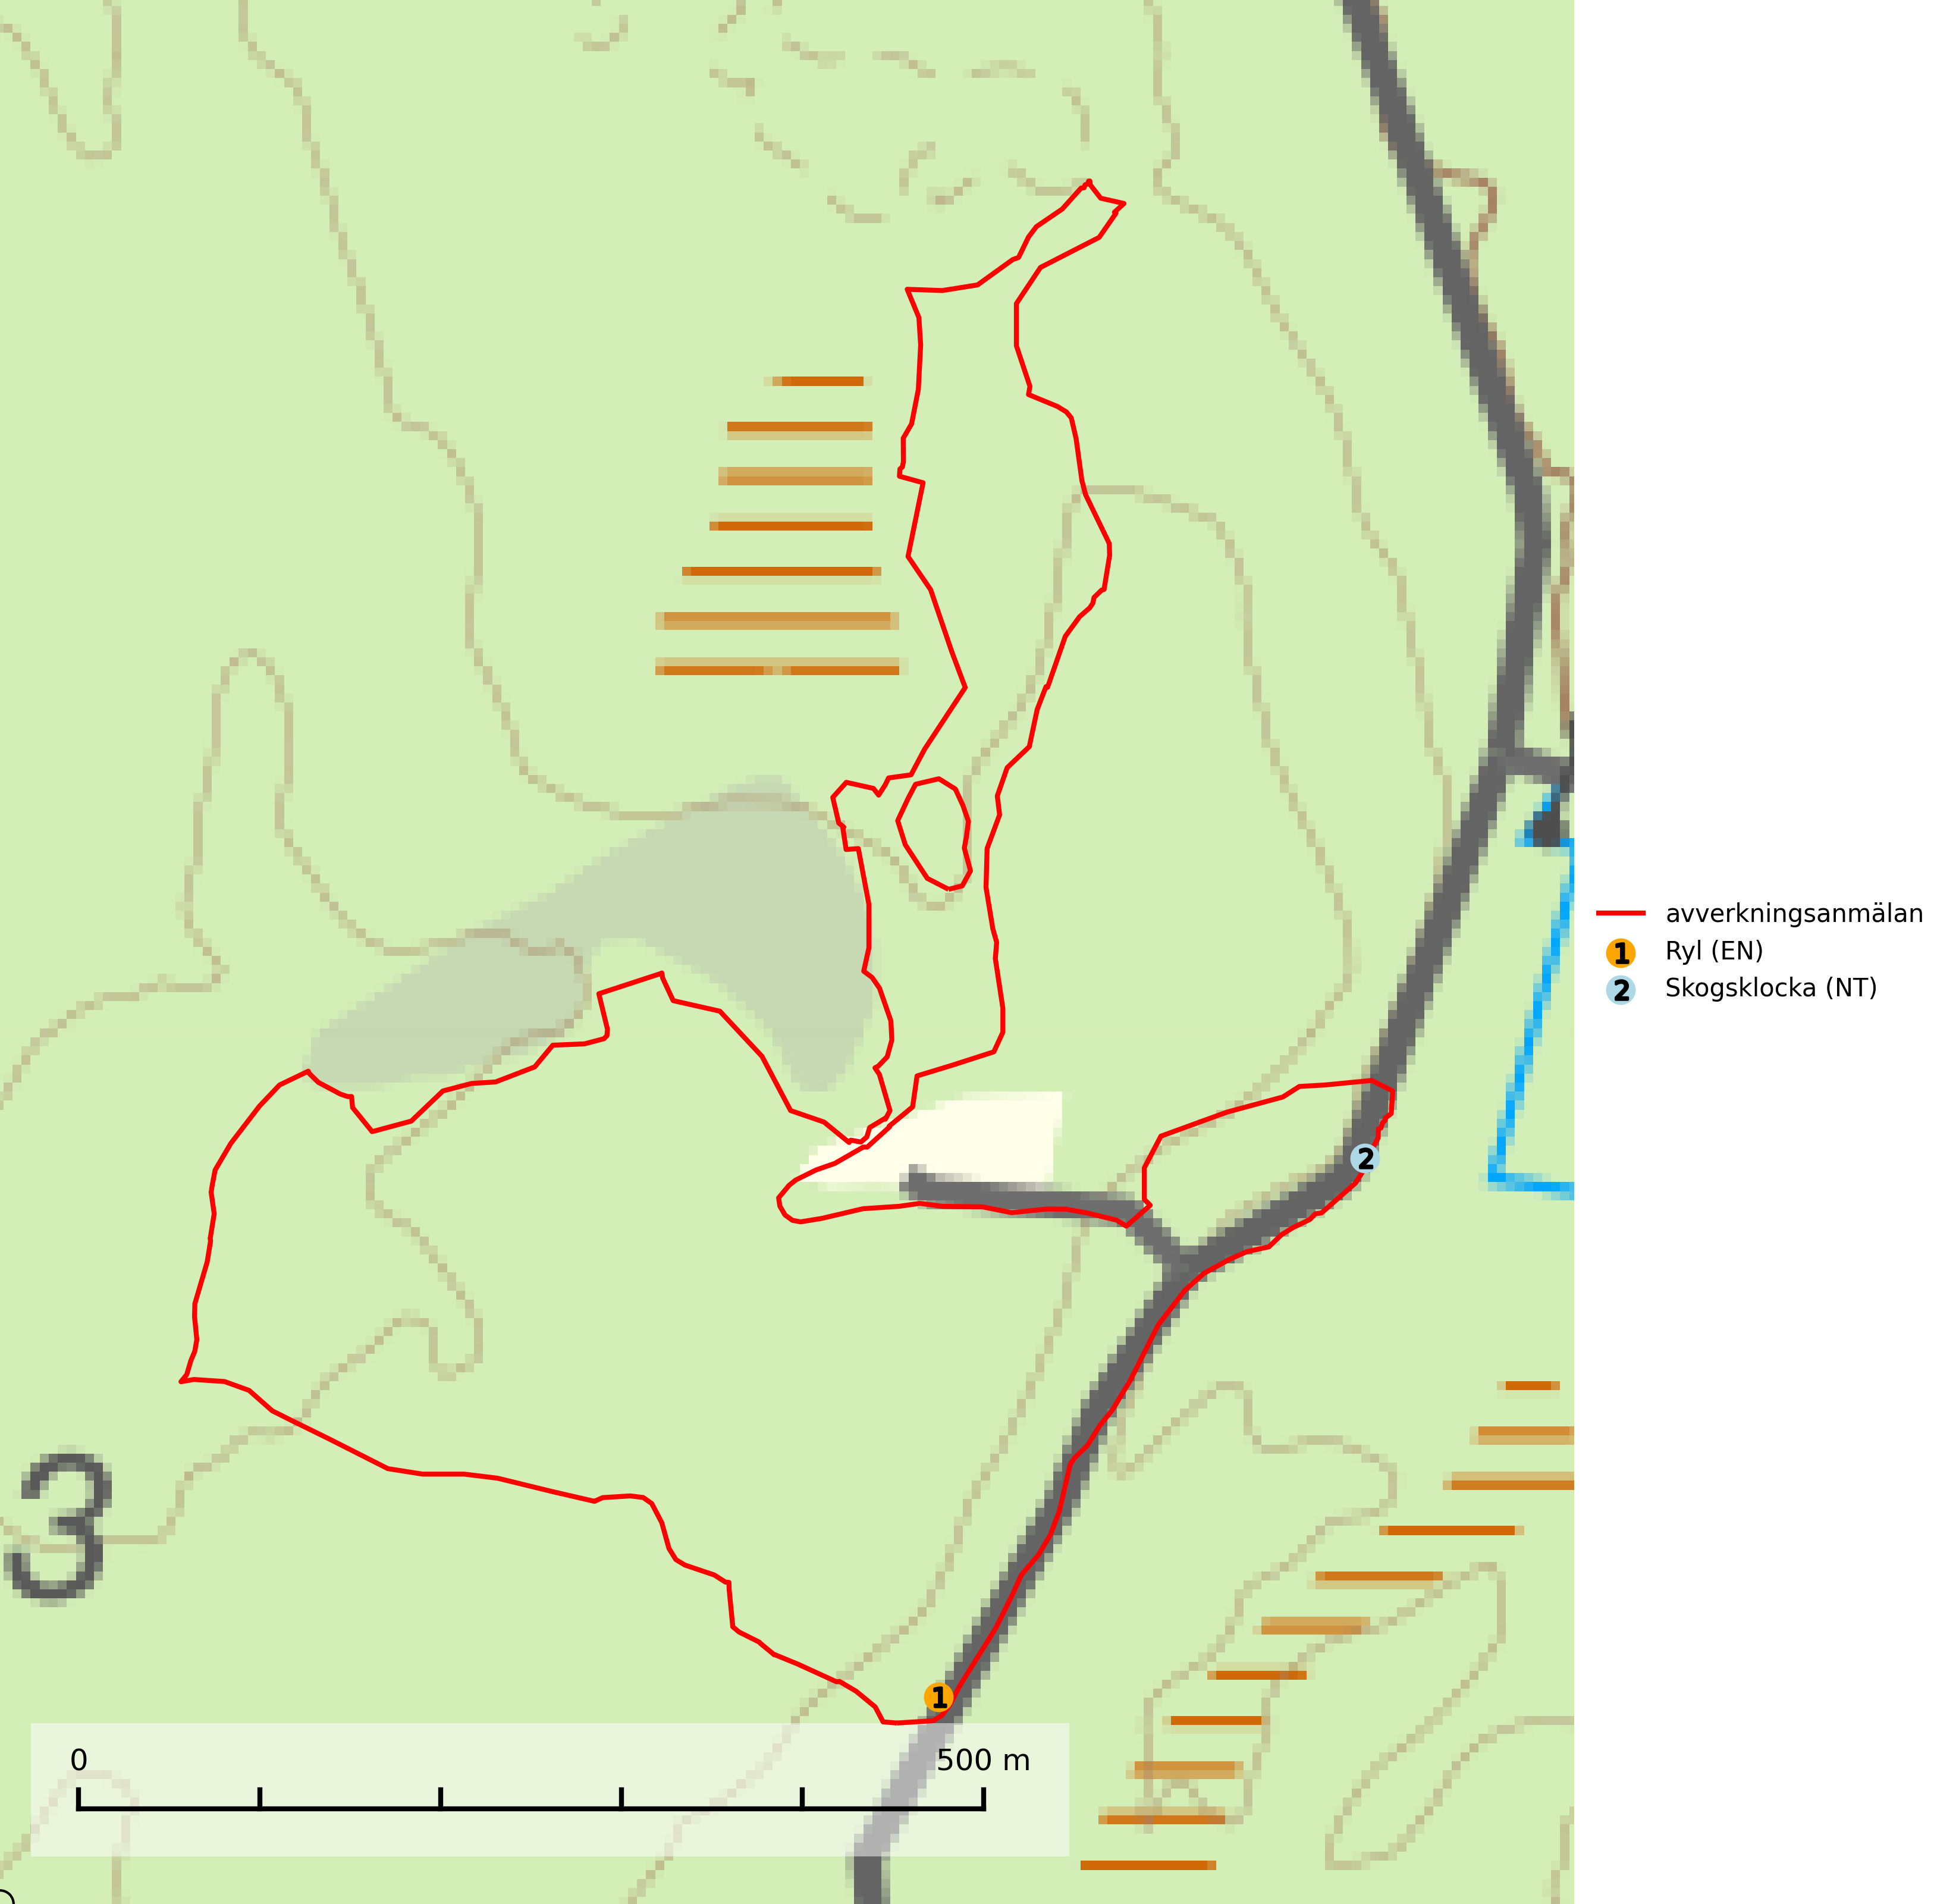 avverkningsanmälan
1 Ryl (EN)
2 Skogsklocka (NT)
2
3
1
0 500 m